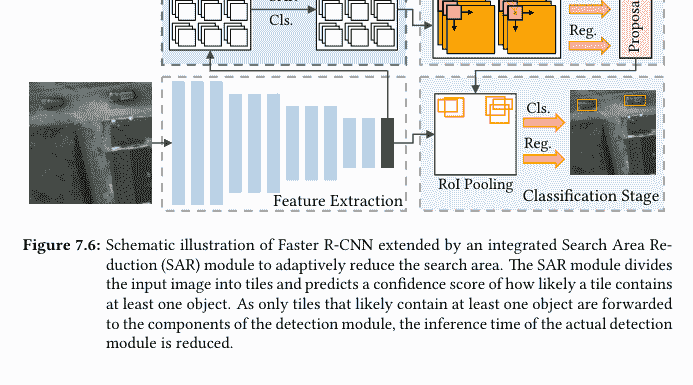 Cls.
Reg.
Proposa
Cls.
Reg.
RoI Pooling
Feature Extraction
Classification Stage
Figure 7.6: Schematic illustration of Faster R-CNN extended by an integrated Search Area Re-
duction (SAR) module to adaptively reduce the search area. The SAR module divides
the input image into tiles and predicts a confidence score of how likely a tile contains
at least one object. As only tiles that likely contain at least one object are forwarded
to the components of the detection module, the inference time of the actual detection
module is reduced.